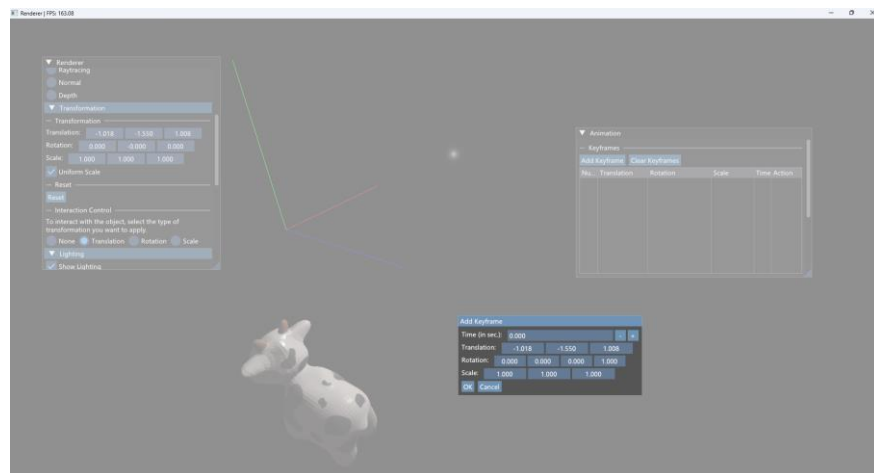 Renderer | FPS: 163.08
Renderer
Raytracing
Normal
Depth
Transformation
Transformation
Translation: -1.018 -1.550 1.008
Rotation: 0.000 -0.000 0.000
Scale: 1.000 1.000 1.000
Uniform Scale
Reset
Reset
Interaction Control
To interact with the object, select the type of
transformation you want to apply.
None Translation Rotation Scale
Lighting
Show Lighting
Animation
Keyframes
Add Keyframe Clear Keyframes
Nu... Translation Rotation Scale Time Action
Add Keyframe
Time (in sec.): 0.000 - +
Translation: -1.018 -1.550 1.008
Rotation: 0.000 0.000 0.000 1.000
Scale: 1.000 1.000 1.000
OK Cancel